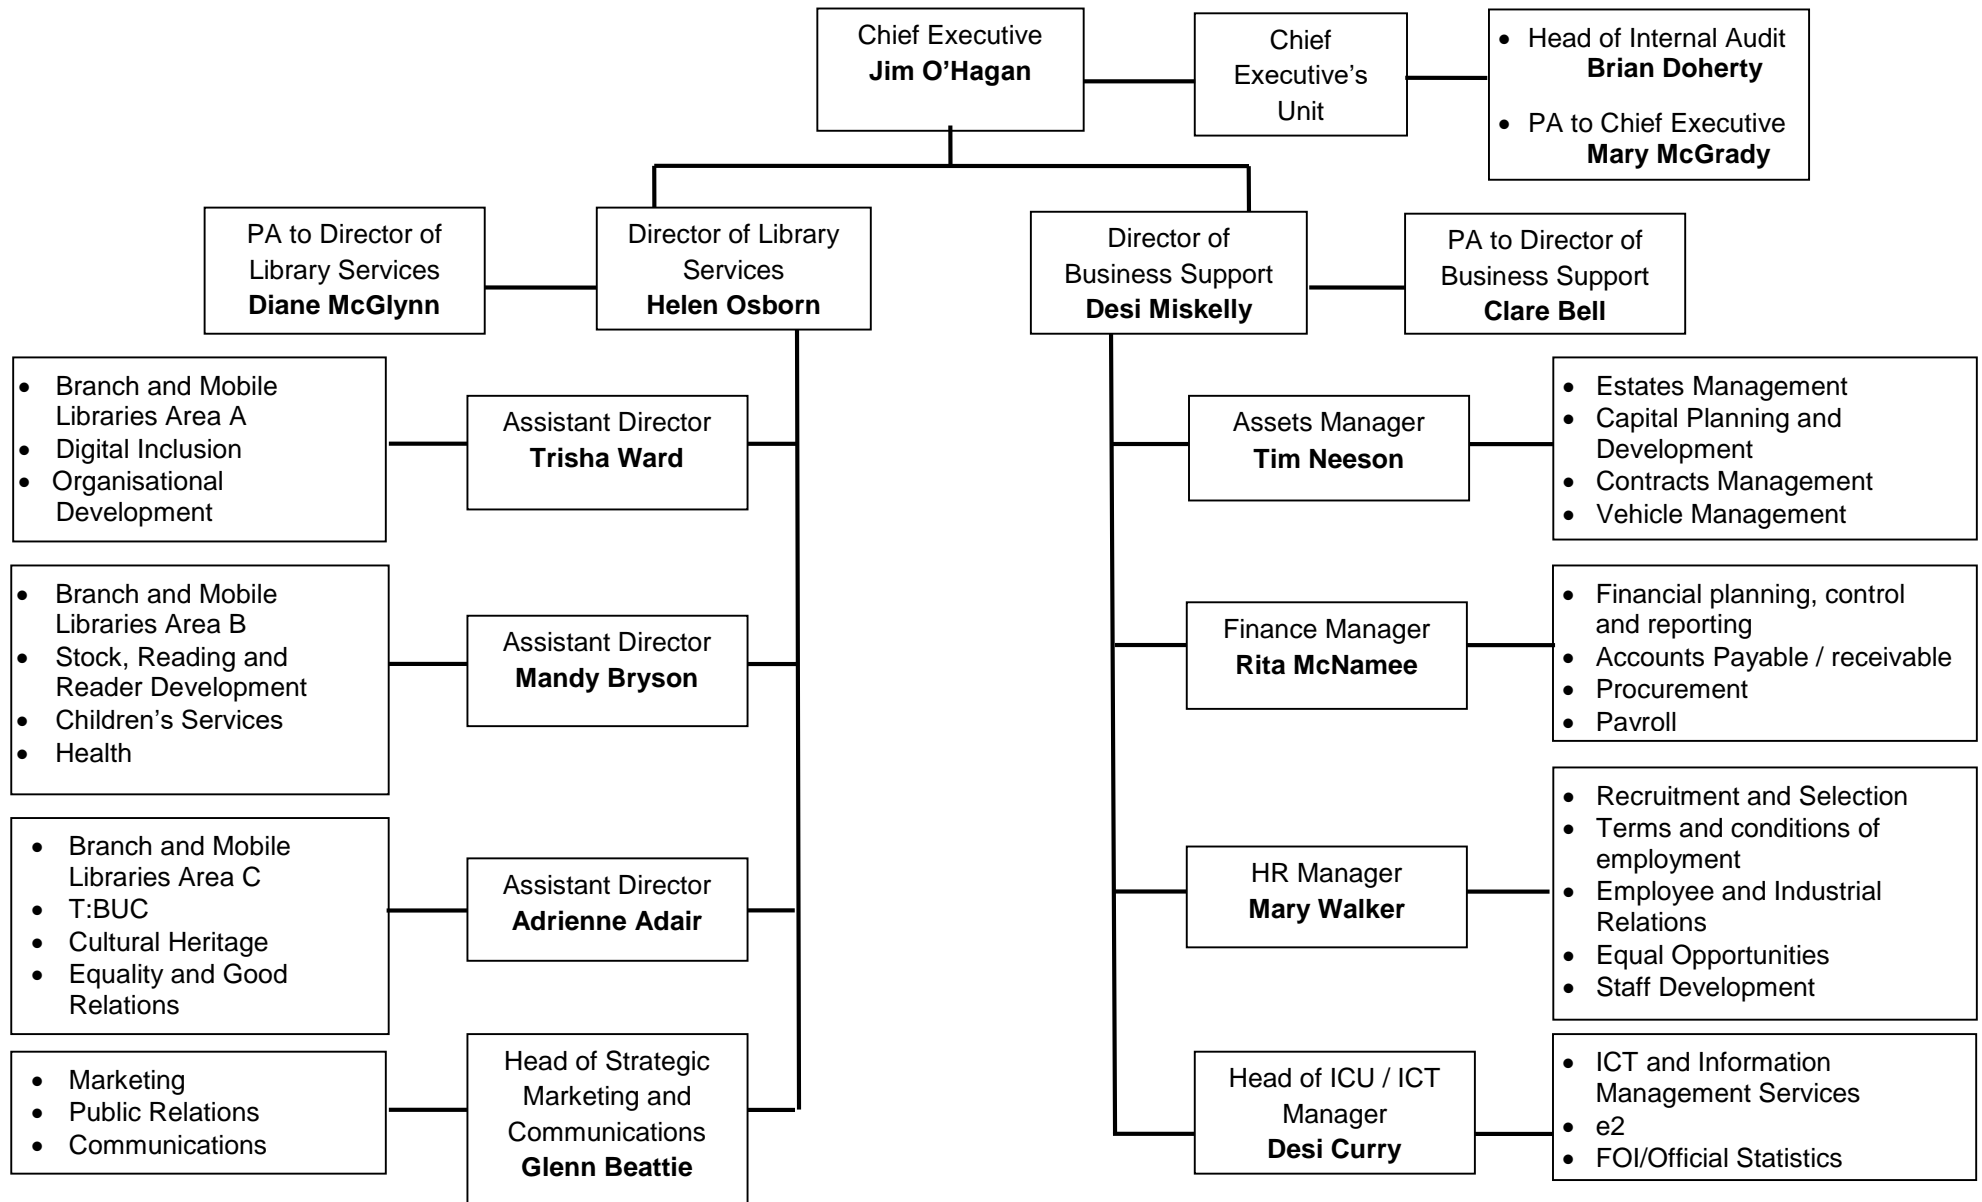 Chief Executive
Jim O’Hagan
Chief
Executive’s
Unit
• Head of Internal Audit
Brian Doherty
• PA to Chief Executive
Mary McGrady
PA to Director of
Library Services
Diane McGlynn
Director of Library
Services
Helen Osborn
Director of
Business Support
Desi Miskelly
PA to Director of
Business Support
Clare Bell
• Branch and Mobile
Libraries Area A
• Digital Inclusion
• Organisational
Development
Assistant Director
Trisha Ward
Assets Manager
Tim Neeson
• Estates Management
• Capital Planning and
Development
• Contracts Management
• Vehicle Management
• Branch and Mobile
Libraries Area B
• Stock, Reading and
Reader Development
• Children’s Services
• Health
Assistant Director
Mandy Bryson
Finance Manager
Rita McNamee
• Financial planning, control
and reporting
• Accounts Payable / receivable
• Procurement
• Payroll
• Branch and Mobile
Libraries Area C
• T:BUC
• Cultural Heritage
• Equality and Good
Relations
Assistant Director
Adrienne Adair
HR Manager
Mary Walker
• Recruitment and Selection
• Terms and conditions of
employment
• Employee and Industrial
Relations
• Equal Opportunities
• Staff Development
• Marketing
• Public Relations
• Communications
Head of Strategic
Marketing and
Communications
Glenn Beattie
Head of ICU / ICT
Manager
Desi Curry
• ICT and Information
Management Services
• e2
• FOI/Official Statistics